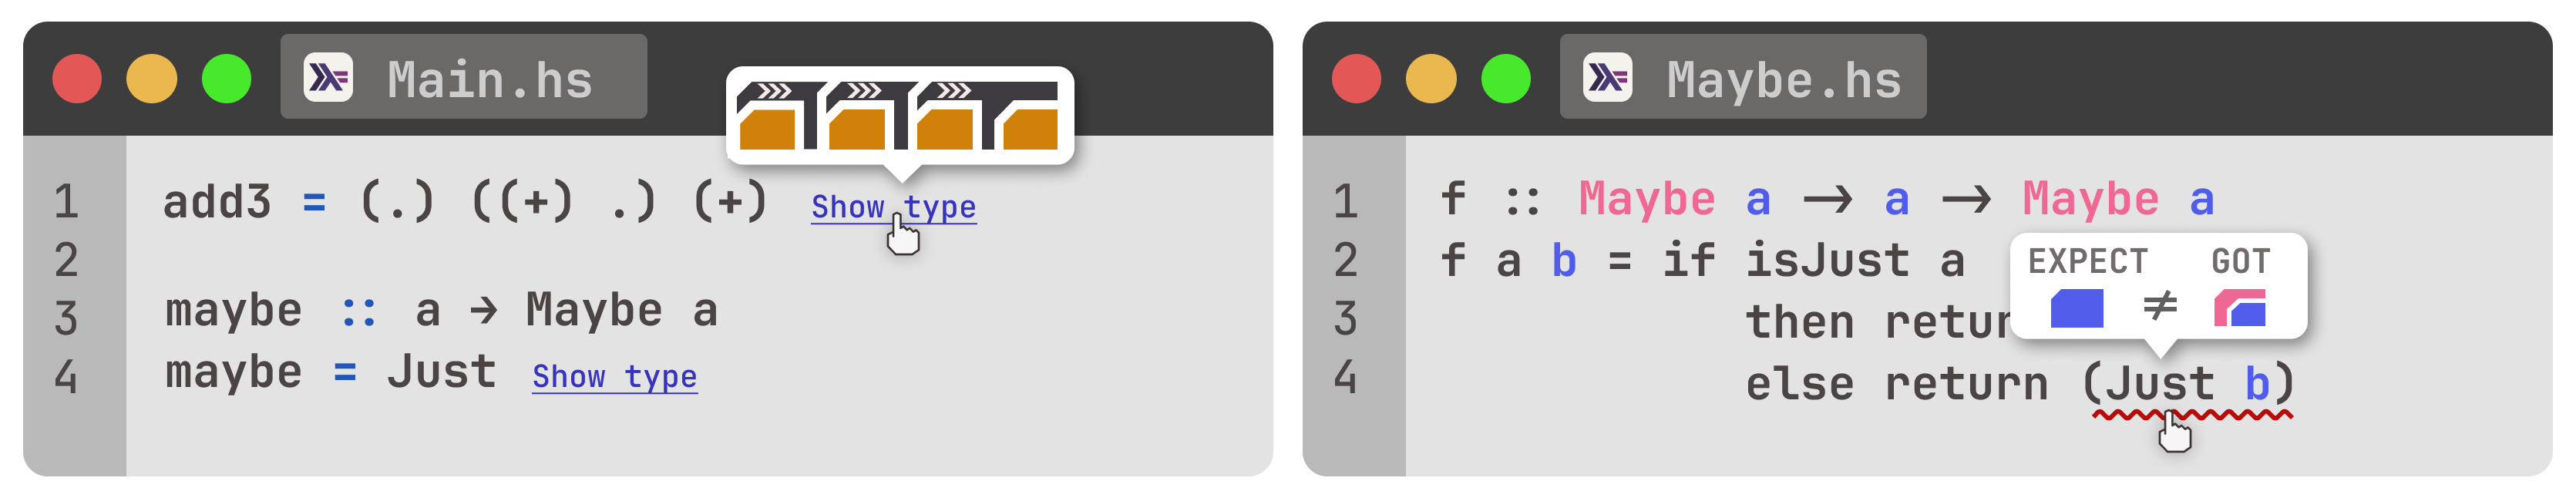 Main.hs
1 add3 = (.) ((+) .) (+) Show type
2
3 maybe :: a → Maybe a
4 maybe = Just Show type
Maybe.hs
1 f :: Maybe a → a → Maybe a
2 f a b = if isJust a
EXPECT GOT
≠
3 then retur
4 else return (Just b)